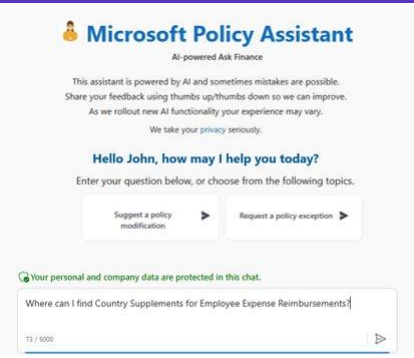 Microsoft Policy Assistant
AI-powered Ask Finance
This assistant is powered by AI and sometimes mistakes are possible.
Share your feedback using thumbs up/thumbs down so we can improve.
As we rollout new AI functionality your experience may vary.
We take your privacy seriously.
Hello John, how may I help you today?
Enter your question below, or choose from the following topics.
Suggest a policy
modification
Request a policy exception
Your personal and company data are protected in this chat.
Where can I find Country Supplements for Employee Expense Reimbursements?
73 / 6000